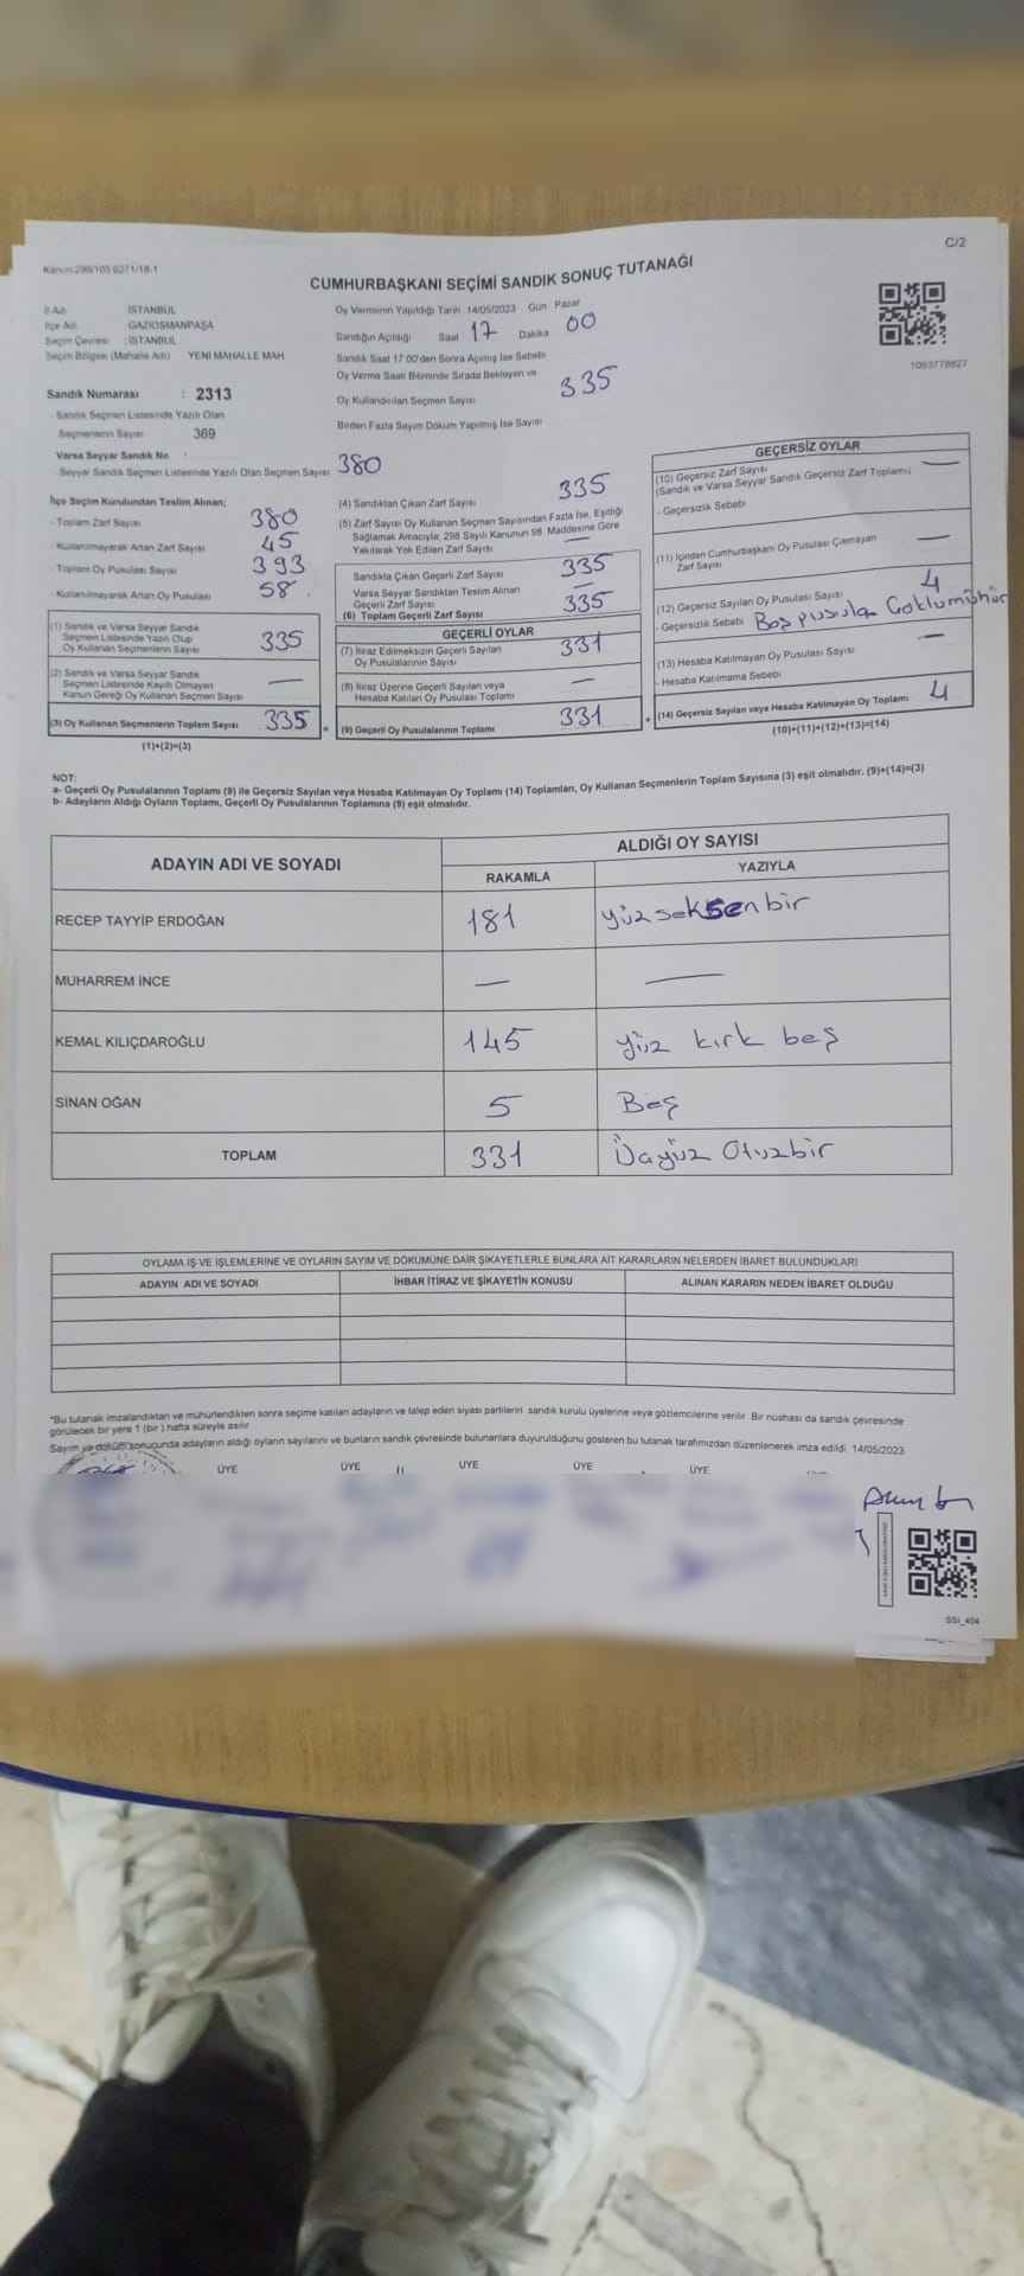 C/2
Kanun:298/105 6271/18-1
CUMHURBAŞKANI SEÇİMİ SANDIK SONUÇ TUTANAĞI
İl Adı : İSTANBUL
İlçe Adı : GAZİOSMANPAŞA
Seçim Çevresi : İSTANBUL
Seçim Bölgesi (Mahalle Adı) YENİ MAHALLE MAH
Sandık Numarası : 2313
- Sandık Seçmen Listesinde Yazılı Olan
Seçmenlerin Sayısı 369
Varsa Seyyar Sandık No :
Seyyar Sandık Seçmen Listesinde Yazılı Olan Seçmen Sayısı 380
Oy Vermenin Yapıldığı Tarih 14/05/2023 Gün Pazar
Sandığın Açıldığı Saat 17 Dakika 00
Sandık Saat 17:00'den Sonra Açılmış İse Sebebi
Oy Verme Saati Bitiminde Sırada Bekleyen ve
Oy Kullandırılan Seçmen Sayısı 335
Birden Fazla Sayım Döküm Yapılmış İse Sayısı
1093778827
İlçe Seçim Kurulundan Teslim Alınan;
- Toplam Zarf Sayısı 380
- Kullanılmayarak Artan Zarf Sayısı 45
- Toplam Oy Pusulası Sayısı 393
- Kullanılmayarak Artan Oy Pusulası 58
(1) Sandık ve Varsa Seyyar Sandık
Seçmen Listesinde Yazılı Olup
Oy Kullanan Seçmenlerin Sayısı 335
(2) Sandık ve Varsa Seyyar Sandık
Seçmen Listesinde Kayıtlı Olmayan
Kanun Gereği Oy Kullanan Seçmen Sayısı —
(3) Oy Kullanan Seçmenlerin Toplam Sayısı 335 =
(1)+(2)=(3)
(4) Sandıktan Çıkan Zarf Sayısı 335
(5) Zarf Sayısı Oy Kullanan Seçmen Sayısından Fazla İse, Eşitliği
Sağlamak Amacıyla, 298 Sayılı Kanunun 98. Maddesine Göre
Yakılarak Yok Edilen Zarf Sayısı —
Sandıkta Çıkan Geçerli Zarf Sayısı 335
Varsa Seyyar Sandıktan Teslim Alınan
Geçerli Zarf Sayısı —
(6) Toplam Geçerli Zarf Sayısı 335
GEÇERLİ OYLAR
(7) İtiraz Edilmeksizin Geçerli Sayılan
Oy Pusulalarının Sayısı 331
(8) İtiraz Üzerine Geçerli Sayılan veya
Hesaba Katılan Oy Pusulası Toplamı —
(9) Geçerli Oy Pusulalarının Toplamı 331 +
GEÇERSİZ OYLAR
(10) Geçersiz Zarf Sayısı
(Sandık ve Varsa Seyyar Sandık Geçersiz Zarf Toplamı) —
- Geçersizlik Sebebi
(11) İçinden Cumhurbaşkanı Oy Pusulası Çıkmayan
Zarf Sayısı —
(12) Geçersiz Sayılan Oy Pusulası Sayısı 4
- Geçersizlik Sebebi Boş pusula Coklumühür
(13) Hesaba Katılmayan Oy Pusulası Sayısı —
- Hesaba Katılmama Sebebi
(14) Geçersiz Sayılan veya Hesaba Katılmayan Oy Toplamı 4
(10)+(11)+(12)+(13)=(14)
NOT:
a- Geçerli Oy Pusulalarının Toplamı (9) ile Geçersiz Sayılan veya Hesaba Katılmayan Oy Toplamı (14) Toplamları, Oy Kullanan Seçmenlerin Toplam Sayısına (3) eşit olmalıdır. (9)+(14)=(3)
b- Adayların Aldığı Oyların Toplamı, Geçerli Oy Pusulalarının Toplamına (9) eşit olmalıdır.
ADAYIN ADI VE SOYADI ALDIĞI OY SAYISI
RAKAMLA YAZIYLA
RECEP TAYYİP ERDOĞAN 181 yüzseksenbir
MUHARREM İNCE — —
KEMAL KILIÇDAROĞLU 145 yüz kırk beş
SİNAN OĞAN 5 Beş
TOPLAM 331 Üçyüz Otuzbir
OYLAMA İŞ VE İŞLEMLERİNE VE OYLARIN SAYIM VE DÖKÜMÜNE DAİR ŞİKAYETLERLE BUNLARA AİT KARARLARIN NELERDEN İBARET BULUNDUKLARI
ADAYIN ADI VE SOYADI İHBAR İTİRAZ VE ŞİKAYETİN KONUSU ALINAN KARARIN NEDEN İBARET OLDUĞU
*Bu tutanak imzalandıktan ve mühürlendikten sonra seçime katılan adayların ve talep eden siyasi partilerin sandık kurulu üyelerine veya gözlemcilerine verilir. Bir nüshası da sandık çevresinde
görülecek bir yere 1 (bir) hafta süreyle asılır
Sayım ve döküm sonucunda adayların aldığı oyların sayılarını ve bunların sandık çevresinde bulunanlara duyurulduğunu gösteren bu tutanak tarafımızdan düzenlenerek imza edildi. 14/05/2023
ÜYE ÜYE ÜYE ÜYE ÜYE
SSI_404